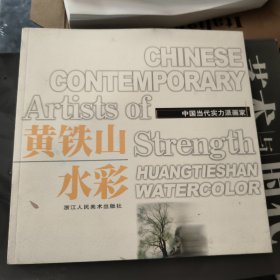 CHINESE
CONTEMPORARY
Artists of
中国当代实力派画家
黄铁山
Strength
水彩
HUANGTIESHAN
WATERCOLOR
浙江人民美术出版社